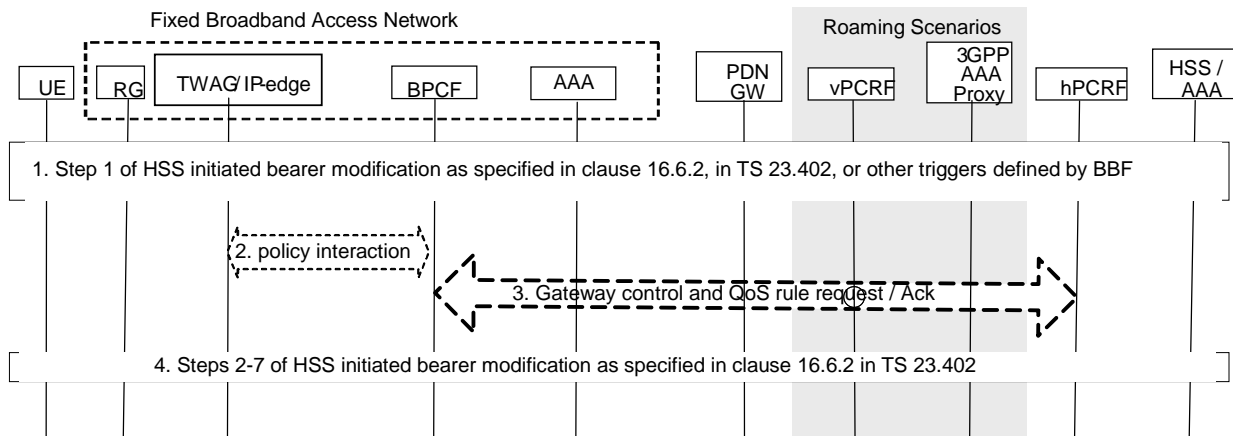 Fixed Broadband Access Network
Roaming Scenarios
UE
RG
TWAG/IP-edge
BPCF
AAA
PDN
GW
vPCRF
3GPP
AAA
Proxy
hPCRF
HSS /
AAA
1. Step 1 of HSS initiated bearer modification as specified in clause 16.6.2, in TS 23.402, or other triggers defined by BBF
2. policy interaction
3. Gateway control and QoS rule request / Ack
4. Steps 2-7 of HSS initiated bearer modification as specified in clause 16.6.2 in TS 23.402